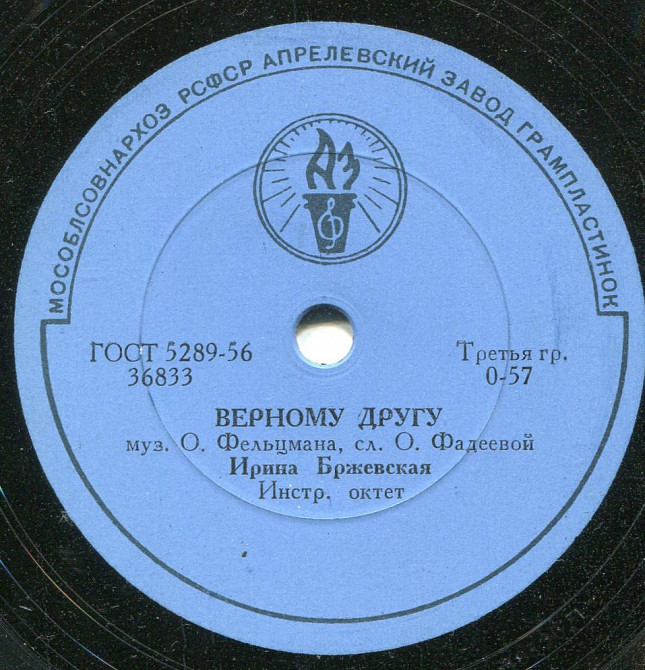 МОСОБЛСОВНАРХОЗ РСФСР АПРЕЛЕВСКИЙ ЗАВОД ГРАМПЛАСТИНОК
АЗ
ГОСТ 5289-56
36833
Третья гр.
0-57
ВЕРНОМУ ДРУГУ
муз. О. Фельцмана, сл. О. Фадеевой
Ирина Бржевская
Инстр. октет